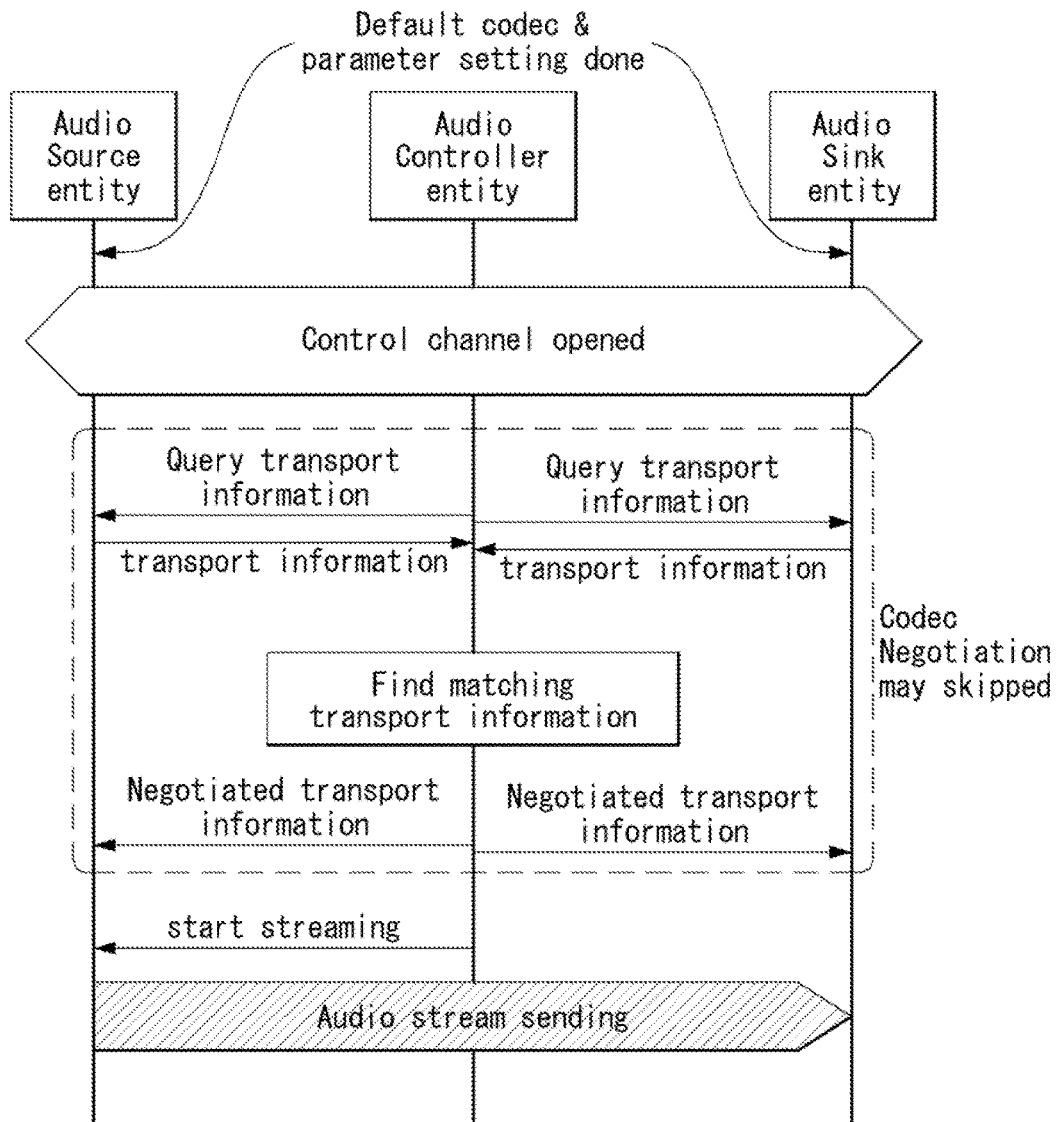 Default codec &
parameter setting done
Audio
Source
entity
Audio
Controller
entity
Audio
Sink
entity
Control channel opened
Query transport
information
Query transport
information
transport information
transport information
Codec
Negotiation
may skipped
Find matching
transport information
Negotiated transport
information
Negotiated transport
information
start streaming
Audio stream sending